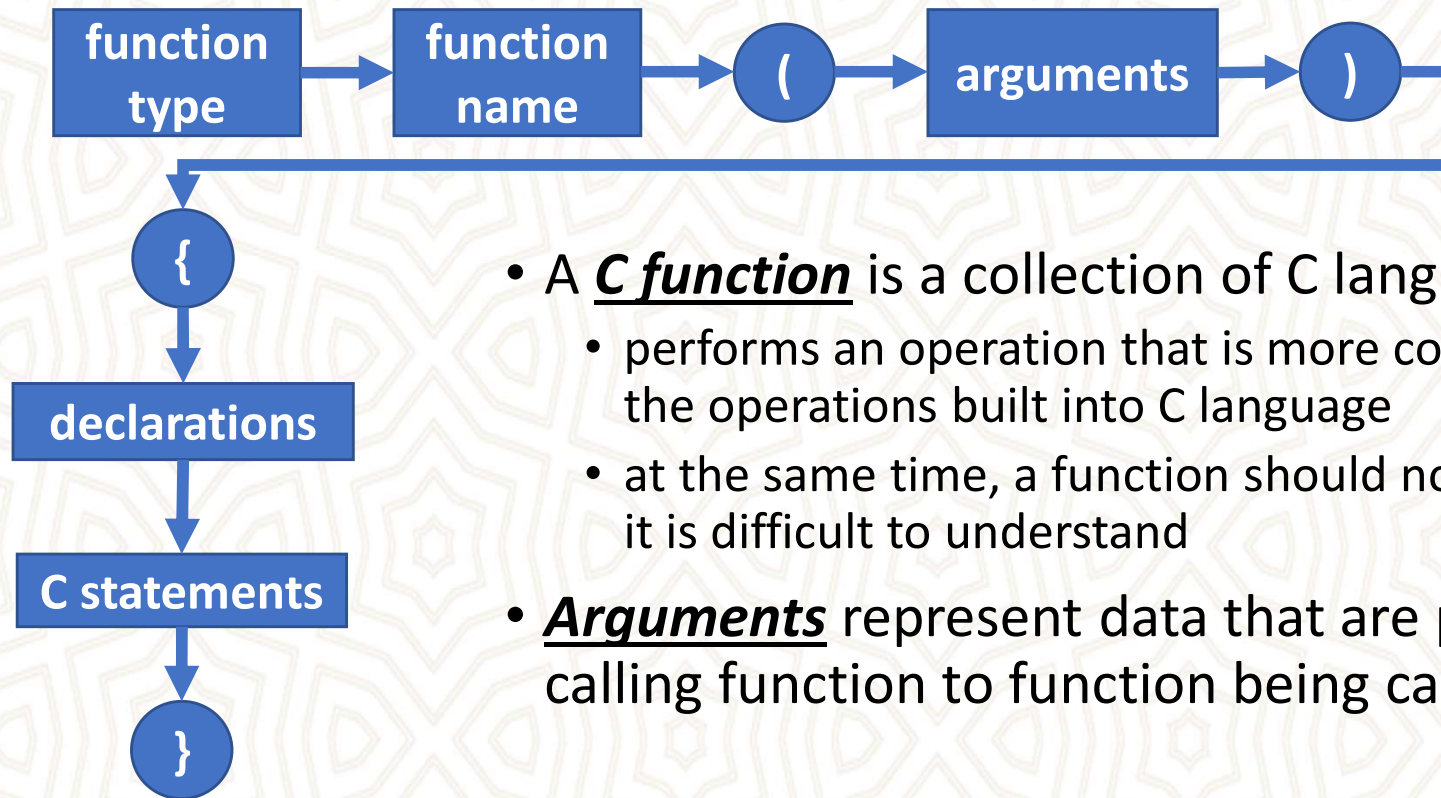 function
type
function
name
(
arguments
)
{
declarations
C statements
}
• A C function is a collection of C lang
• performs an operation that is more co
the operations built into C language
• at the same time, a function should no
it is difficult to understand
• Arguments represent data that are
calling function to function being ca